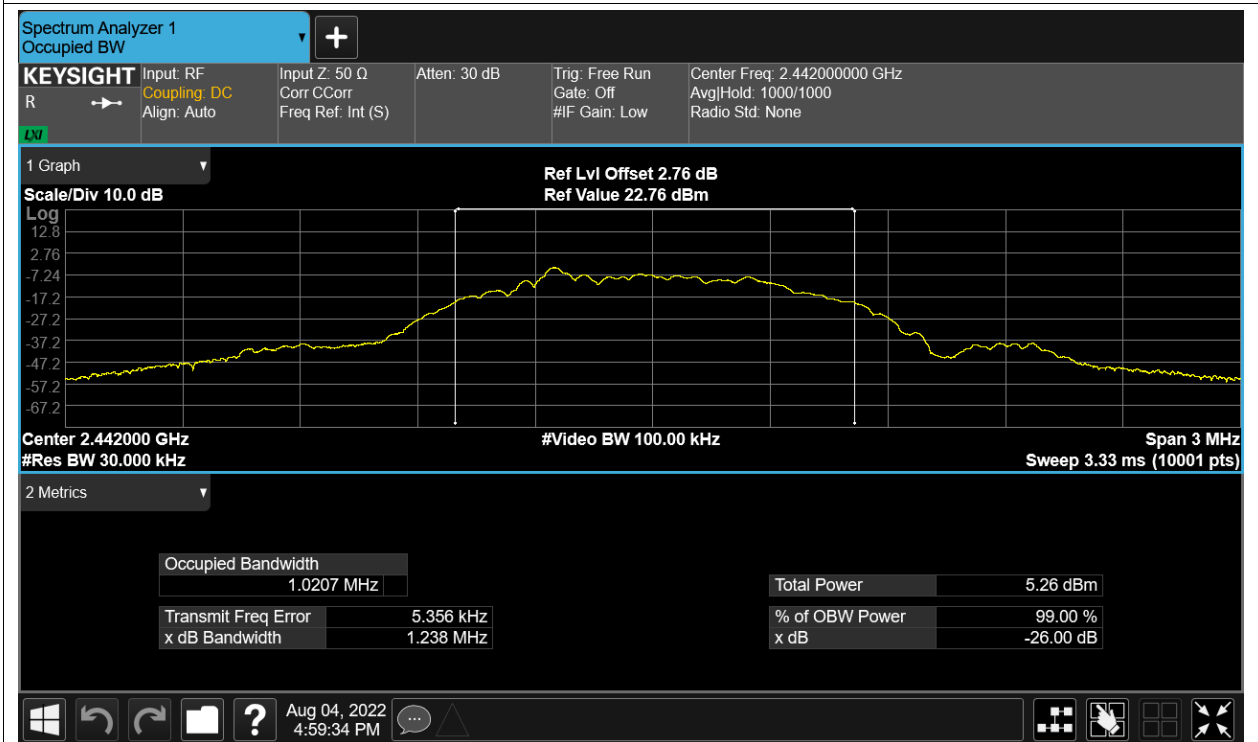 Spectrum Analyzer 1
Occupied BW
KEYSIGHT Input: RF Input Z: 50 Ω Atten: 30 dB Trig: Free Run Center Freq: 2.442000000 GHz
R Coupling: DC Corr CCorr Gate: Off Avg|Hold: 1000/1000
Align: Auto Freq Ref: Int (S) #IF Gain: Low Radio Std: None
LXI
1 Graph
Ref Lvl Offset 2.76 dB
Scale/Div 10.0 dB Ref Value 22.76 dBm
Log
12.8
2.76
-7.24
-17.2
-27.2
-37.2
-47.2
-57.2
-67.2
Center 2.442000 GHz #Video BW 100.00 kHz Span 3 MHz
#Res BW 30.000 kHz Sweep 3.33 ms (10001 pts)
2 Metrics
Occupied Bandwidth
1.0207 MHz Total Power 5.26 dBm
Transmit Freq Error 5.356 kHz % of OBW Power 99.00 %
x dB Bandwidth 1.238 MHz x dB -26.00 dB
? Aug 04, 2022
4:59:34 PM